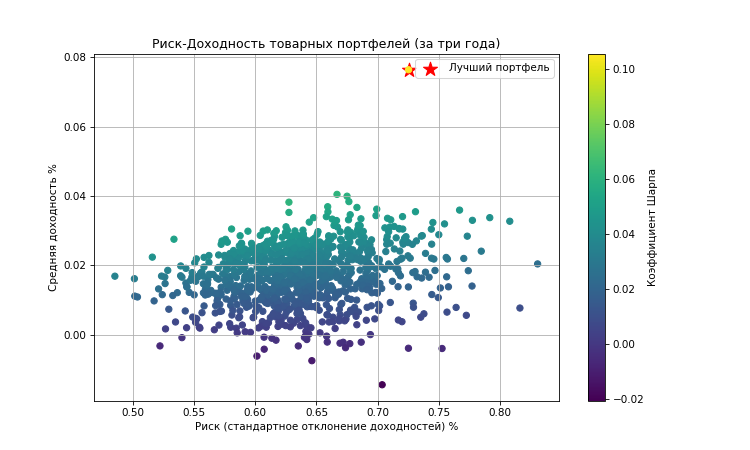 Риск-Доходность товарных портфелей (за три года)
Лучший портфель
Средняя доходность %
0.08
0.06
0.04
0.02
0.00
0.50 0.55 0.60 0.65 0.70 0.75 0.80
Риск (стандартное отклонение доходностей) %
0.10
0.08
0.06
0.04
0.02
0.00
−0.02
Коэффициент Шарпа